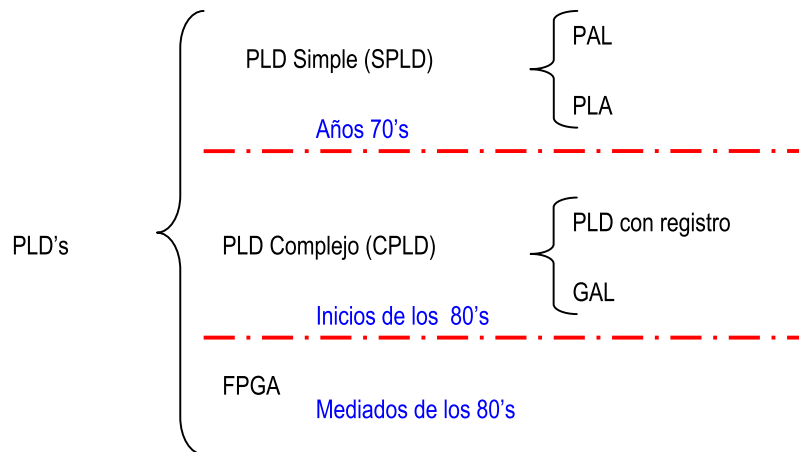 PLD Simple (SPLD)
PAL
PLA
Años 70's
PLD's
PLD Complejo (CPLD)
PLD con registro
GAL
Inicios de los 80's
FPGA
Mediados de los 80's